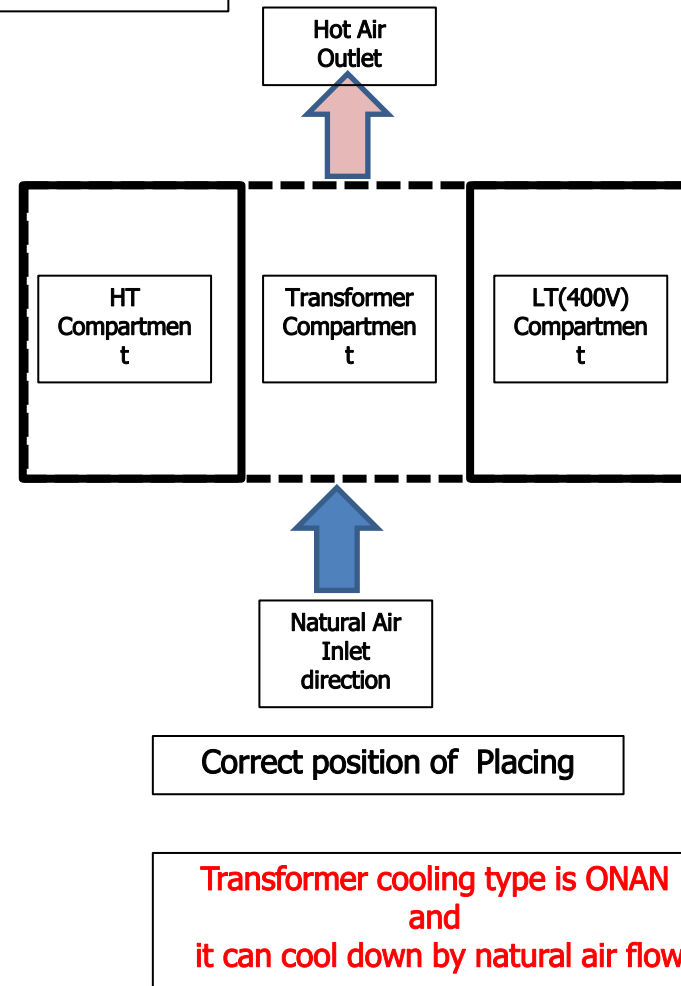 Hot Air
Outlet
HT
Compartmen
t
Transformer
Compartmen
t
LT(400V)
Compartmen
t
Natural Air
Inlet
direction
Correct position of Placing
Transformer cooling type is ONAN
and
it can cool down by natural air flow